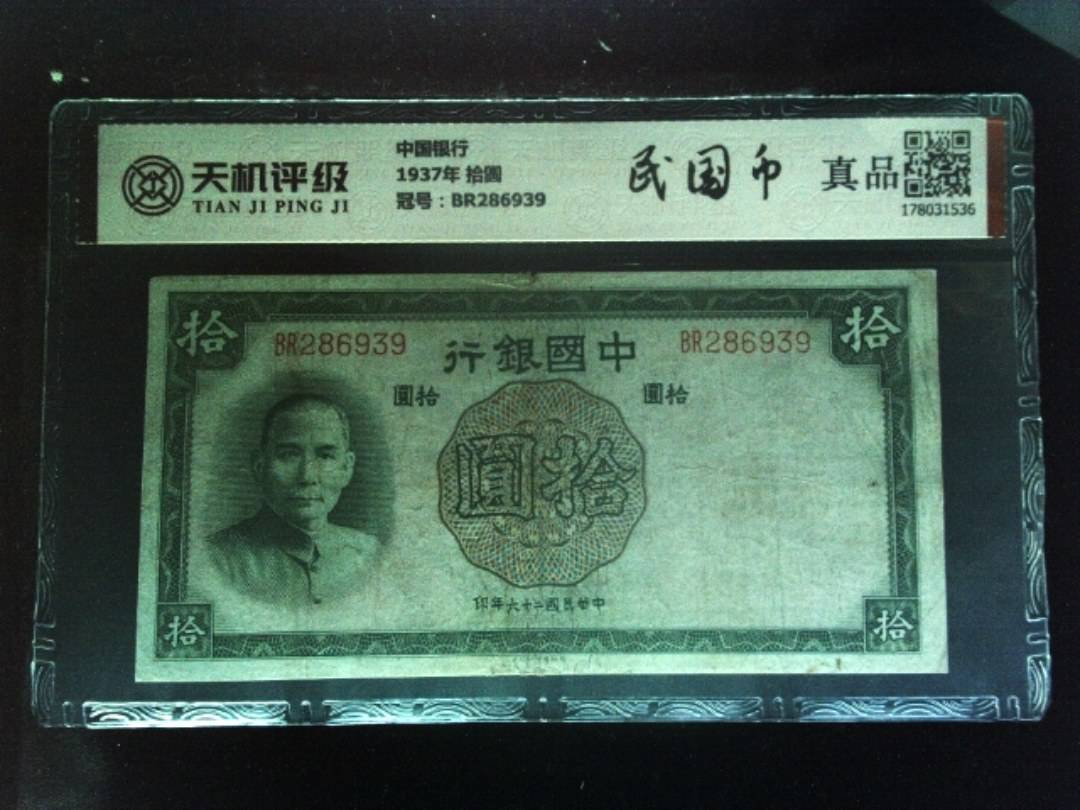 天机评级
TIAN JI PING JI
中国银行
1937年 拾圆
冠号：BR286939
民国币
真品
178031536
拾
拾
BR286939
行銀國中
BR286939
圓拾
圓拾
圓拾
印年六十二國民華中
拾
拾